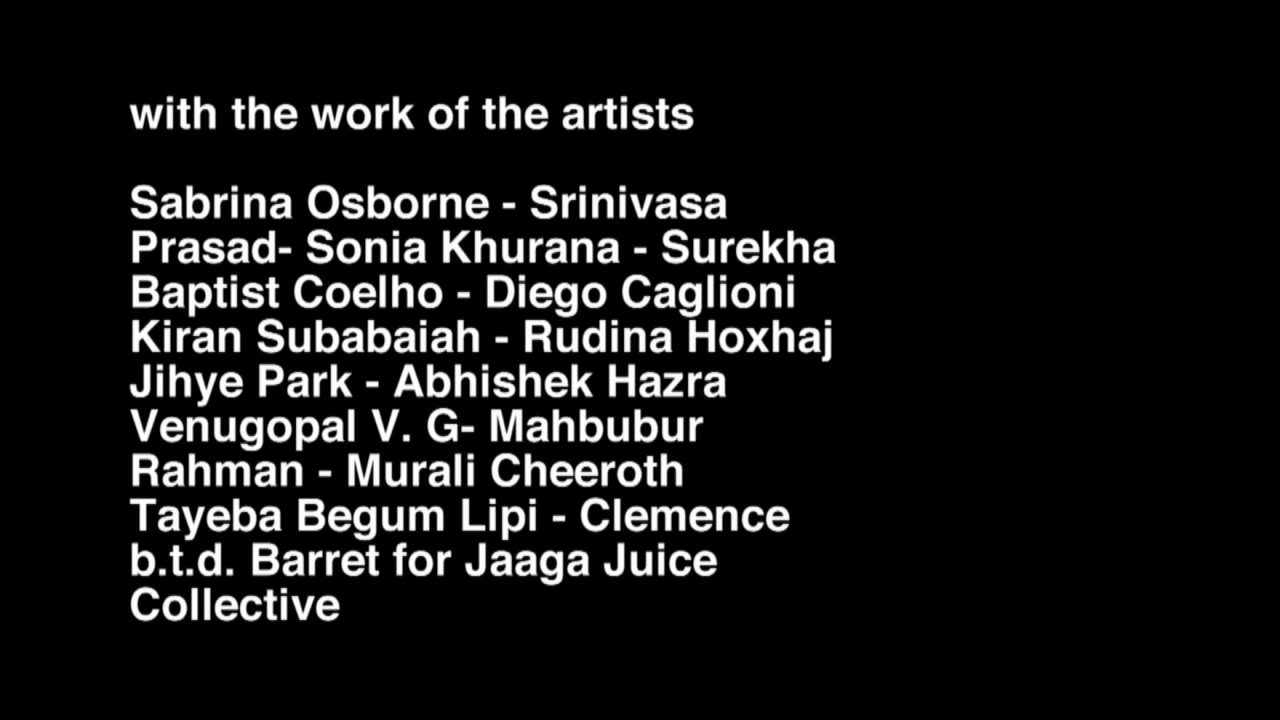 with the work of the artists
Sabrina Osborne - Srinivasa
Prasad- Sonia Khurana - Surekha
Baptist Coelho - Diego Caglioni
Kiran Subabaiah - Rudina Hoxhaj
Jihye Park - Abhishek Hazra
Venugopal V. G- Mahbubur
Rahman - Murali Cheeroth
Tayeba Begum Lipi - Clemence
b.t.d. Barret for Jaaga Juice
Collective